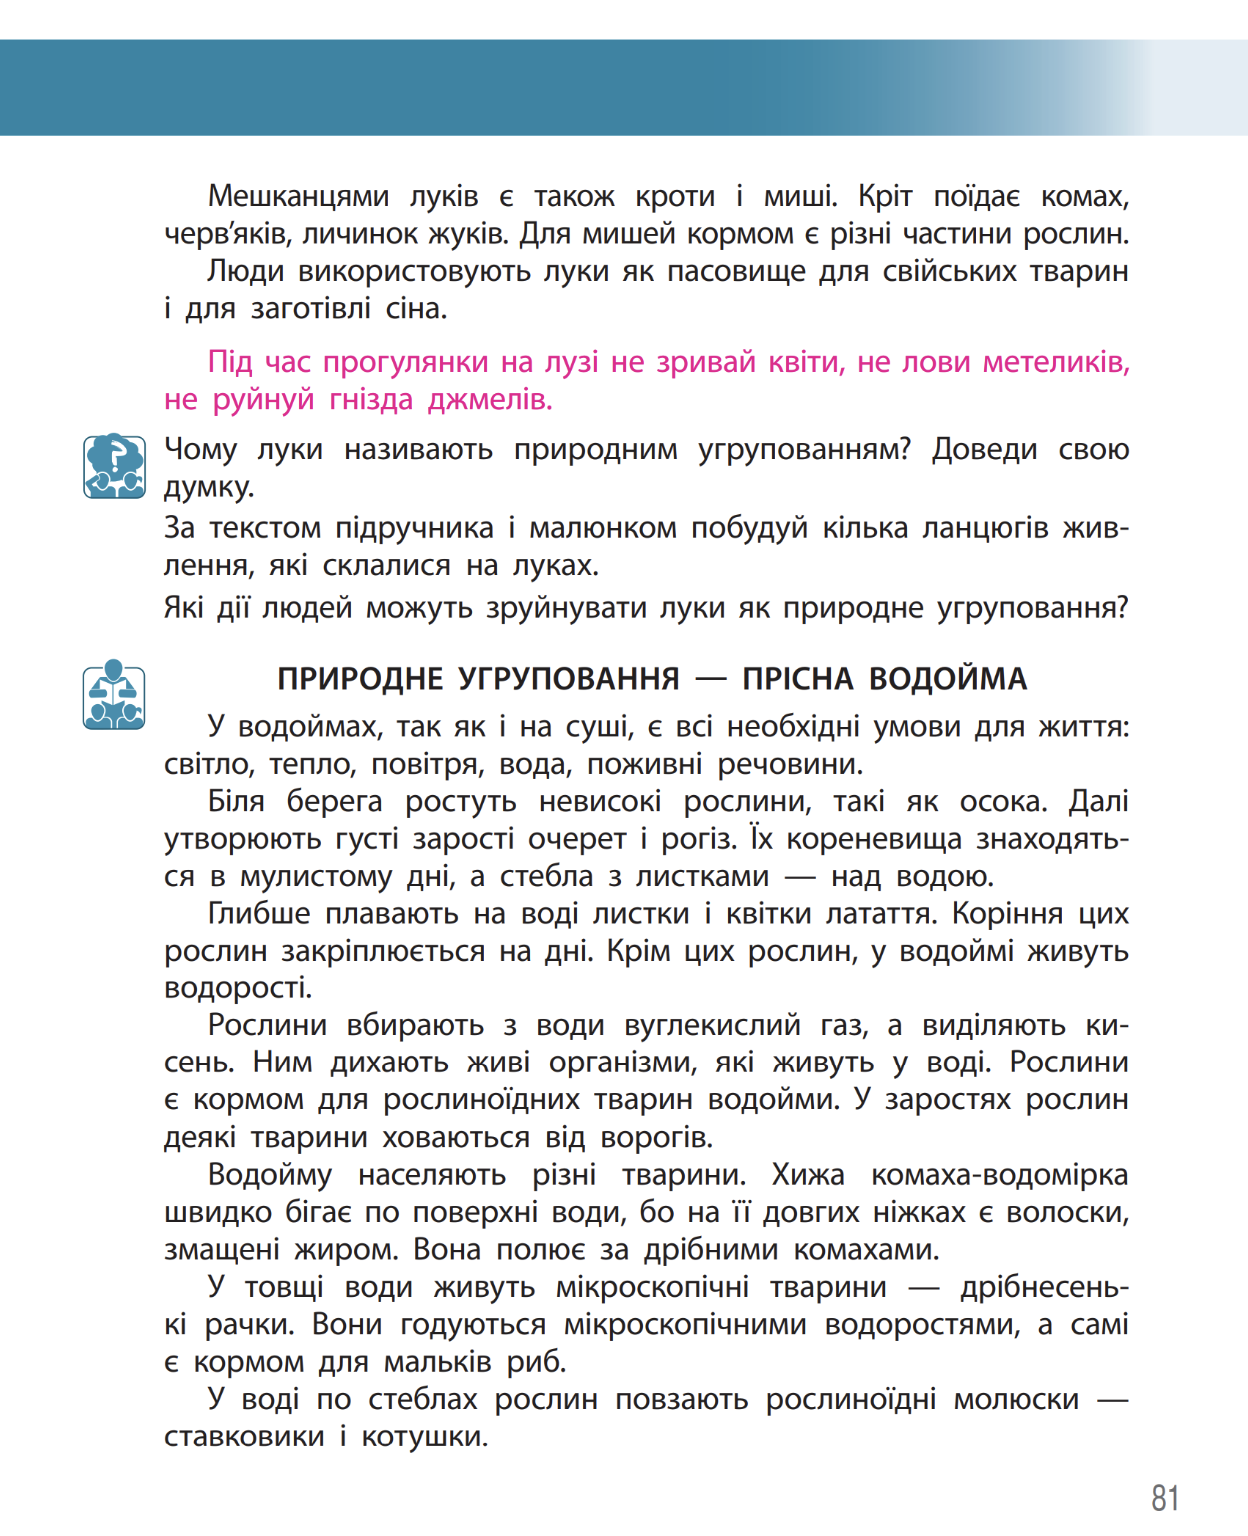 Мешканцями луків є також кроти і миші. Кріт поїдає комах,
черв’яків, личинок жуків. Для мишей кормом є різні частини рослин.
Люди використовують луки як пасовище для свійських тварин
і для заготівлі сіна.
Під час прогулянки на лузі не зривай квіти, не лови метеликів,
не руйнуй гнізда джмелів.
Чому луки називають природним угрупованням? Доведи свою
думку.
За текстом підручника і малюнком побудуй кілька ланцюгів жив-
лення, які склалися на луках.
Які дії людей можуть зруйнувати луки як природне угруповання?
ПРИРОДНЕ УГРУПОВАННЯ — ПРІСНА ВОДОЙМА
У водоймах, так як і на суші, є всі необхідні умови для життя:
світло, тепло, повітря, вода, поживні речовини.
Біля берега ростуть невисокі рослини, такі як осока. Далі
утворюють густі зарості очерет і рогіз. Їх кореневища знаходять-
ся в мулистому дні, а стебла з листками — над водою.
Глибше плавають на воді листки і квітки латаття. Коріння цих
рослин закріплюється на дні. Крім цих рослин, у водоймі живуть
водорості.
Рослини вбирають з води вуглекислий газ, а виділяють ки-
сень. Ним дихають живі організми, які живуть у воді. Рослини
є кормом для рослиноїдних тварин водойми. У заростях рослин
деякі тварини ховаються від ворогів.
Водойму населяють різні тварини. Хижа комаха-водомірка
швидко бігає по поверхні води, бо на її довгих ніжках є волоски,
змащені жиром. Вона полює за дрібними комахами.
У товщі води живуть мікроскопічні тварини — дрібнесень-
кі рачки. Вони годуються мікроскопічними водоростями, а самі
є кормом для мальків риб.
У воді по стеблах рослин повзають рослиноїдні молюски —
ставковики і котушки.
81